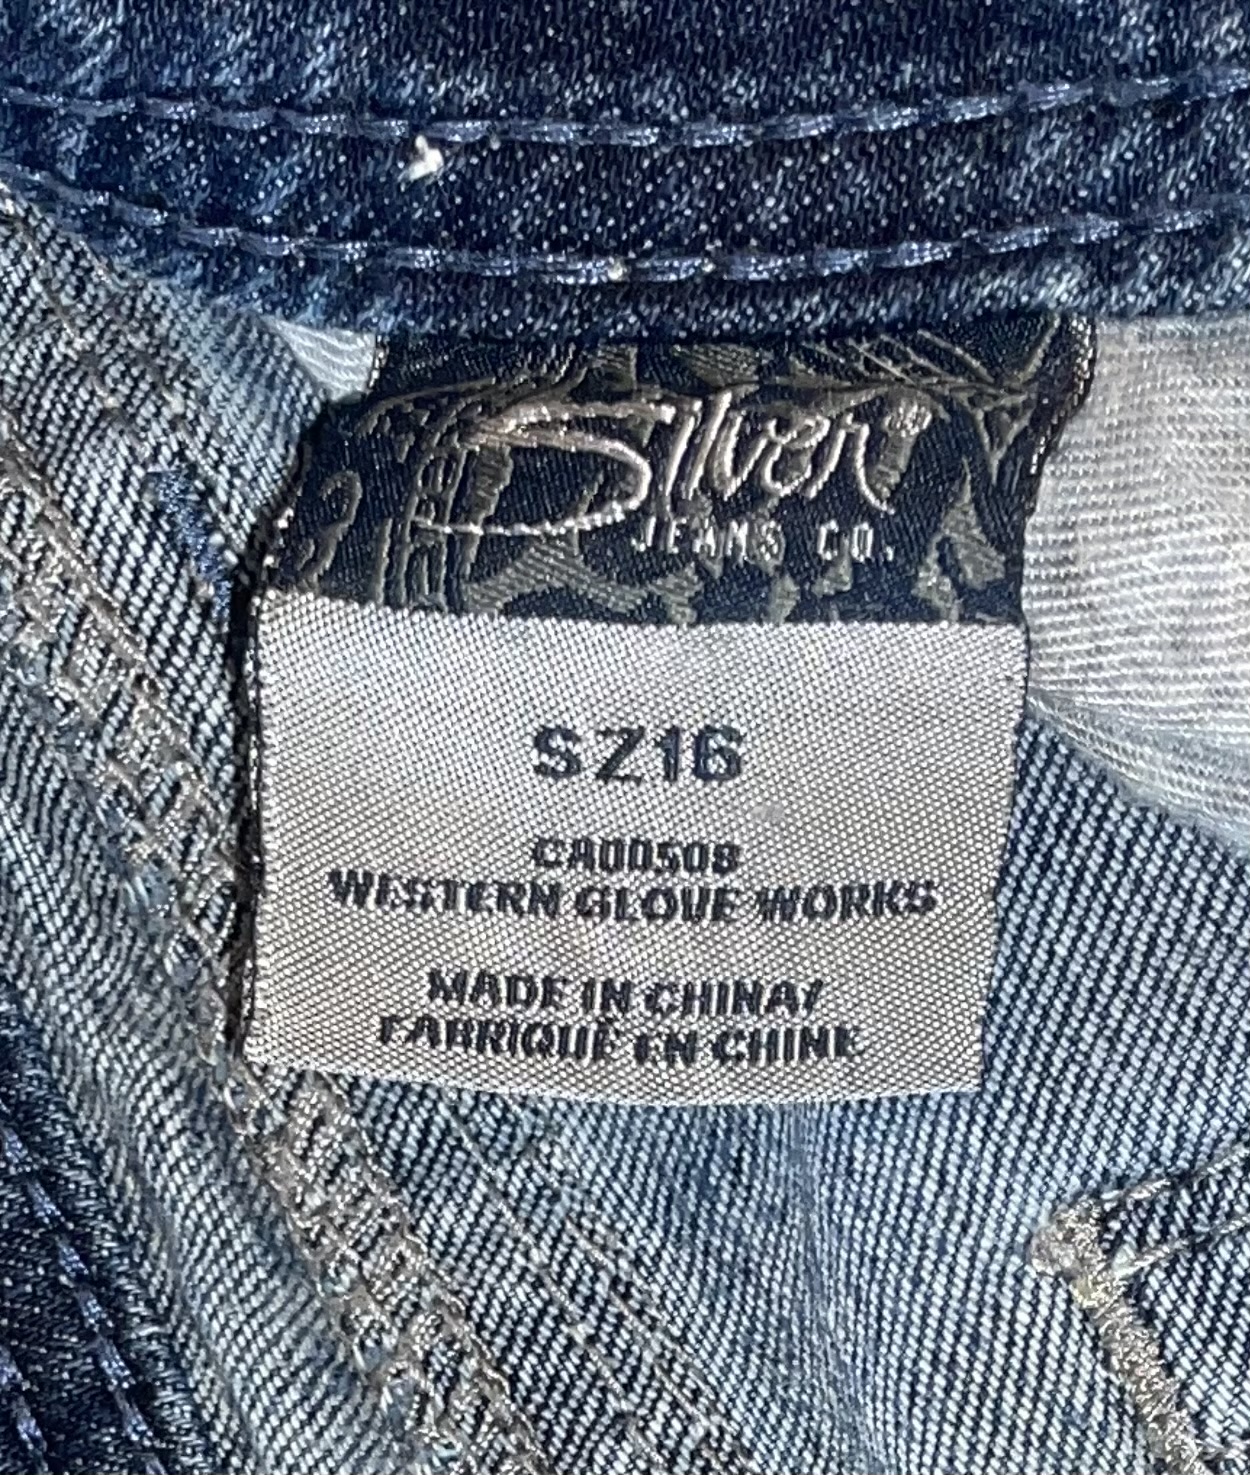 Silver
JEANS CO.
SZ16
CA00508
WESTERN GLOVE WORKS
MADE IN CHINA/
FABRIQUÉ EN CHINE